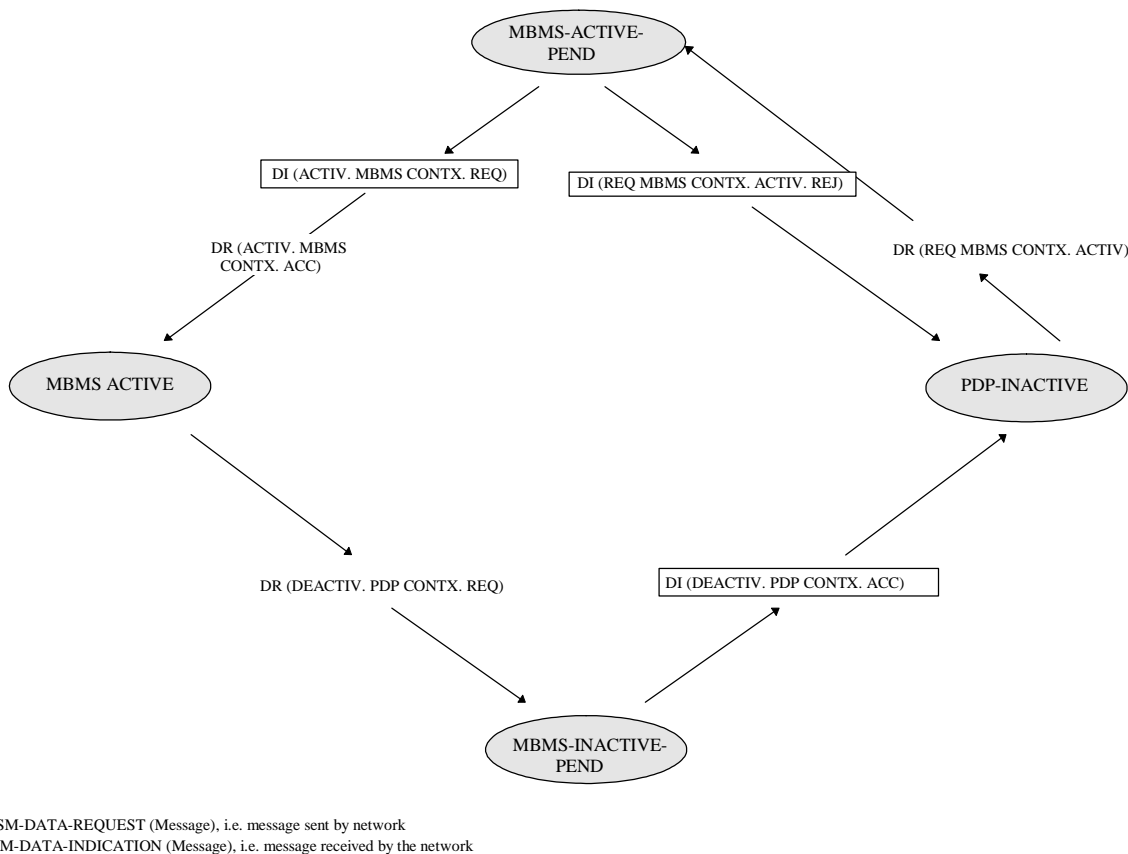 MBMS-ACTIVE-
PEND
DI (ACTIV. MBMS CONTX. REQ)
DI (REQ MBMS CONTX. ACTIV. REJ)
DR (ACTIV. MBMS
CONTX. ACC)
DR (REQ MBMS CONTX. ACTIV)
MBMS ACTIVE
PDP-INACTIVE
DR (DEACTIV. PDP CONTX. REQ)
DI (DEACTIV. PDP CONTX. ACC)
MBMS-INACTIVE-
PEND
SM-DATA-REQUEST (Message), i.e. message sent by network
M-DATA-INDICATION (Message), i.e. message received by the network